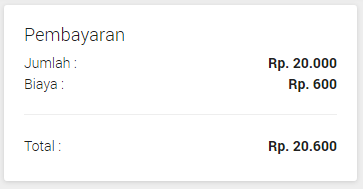 Pembayaran
Jumlah : Rp. 20.000
Biaya : Rp. 600
Total : Rp. 20.600